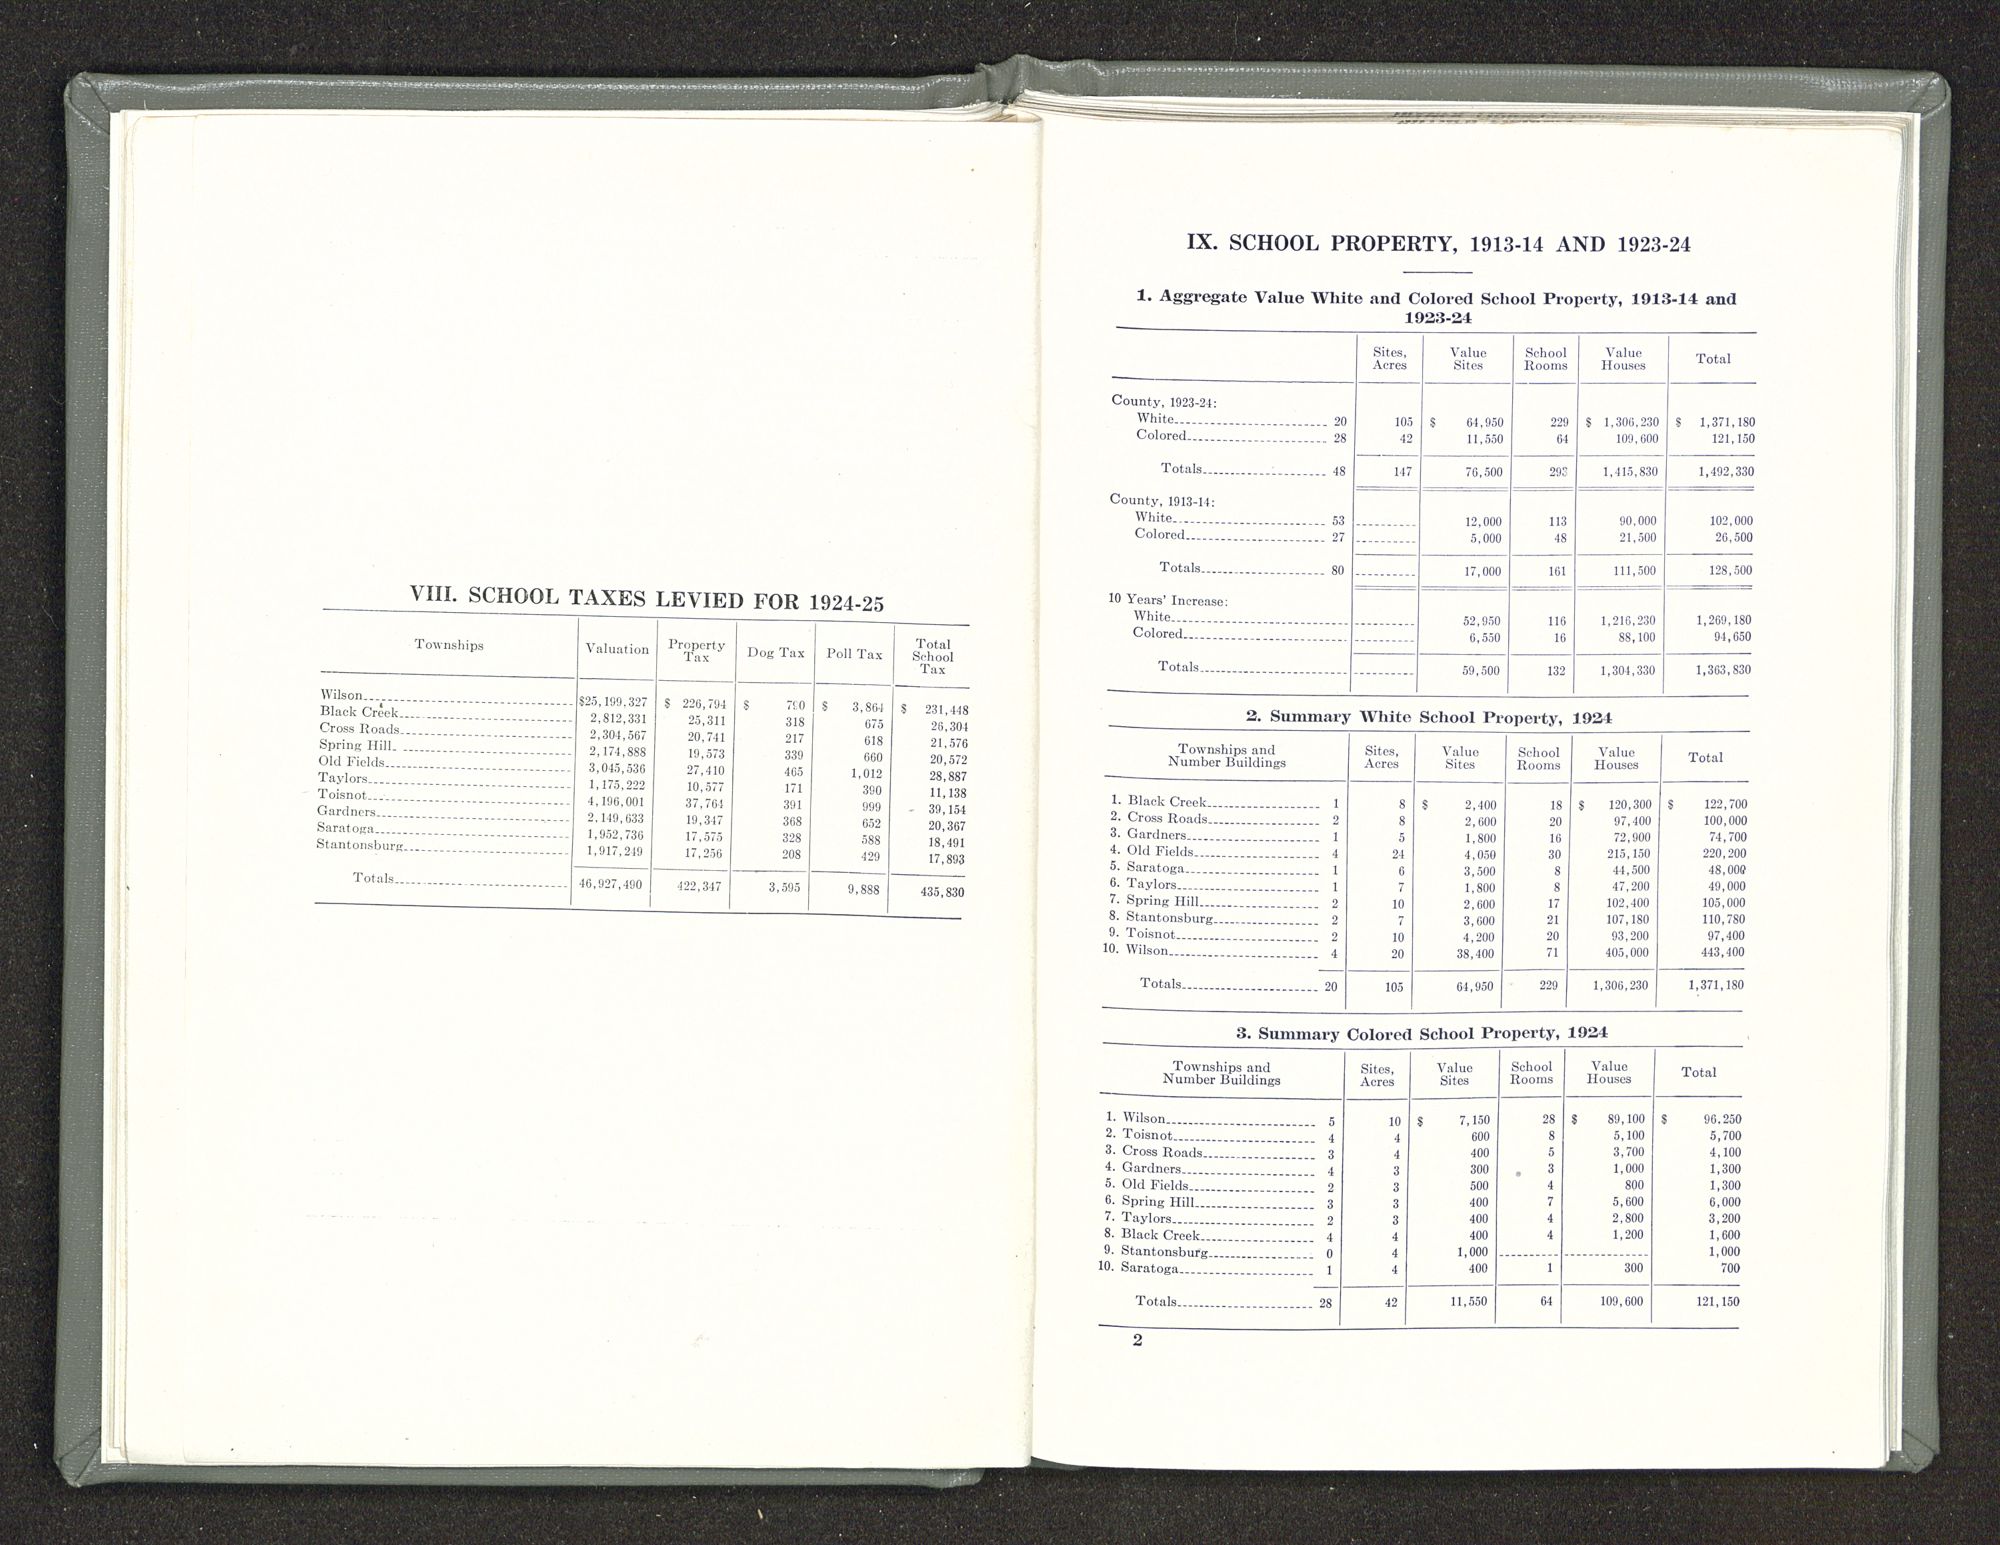 VIII. SCHOOL TAXES LEVIED FOR 1924-25
Townships Valuation Property Tax Dog Tax Poll Tax Total School Tax
Wilson $25,199,327 $ 226,794 $ 790 $ 3,864 $ 231,448
Black Creek 2,812,331 25,311 318 675 26,304
Cross Roads 2,304,567 20,741 217 618 21,576
Spring Hill 2,174,888 19,573 339 660 20,572
Old Fields 3,045,536 27,410 465 1,012 28,887
Taylors 1,175,222 10,577 171 390 11,138
Toisnot 4,196,001 37,764 391 999 39,154
Gardners 2,149,633 19,347 368 652 20,367
Saratoga 1,952,736 17,575 328 588 18,491
Stantonsburg 1,917,249 17,256 208 429 17,893
Totals 46,927,490 422,347 3,595 9,888 435,830
IX. SCHOOL PROPERTY, 1913-14 AND 1923-24
1. Aggregate Value White and Colored School Property, 1913-14 and
1923-24
Sites, Acres Value Sites School Rooms Value Houses Total
County, 1923-24:
White 20 105 $ 64,950 229 $ 1,306,230 $ 1,371,180
Colored 28 42 11,550 64 109,600 121,150
Totals 48 147 76,500 293 1,415,830 1,492,330
County, 1913-14:
White 53 12,000 113 90,000 102,000
Colored 27 5,000 48 21,500 26,500
Totals 80 17,000 161 111,500 128,500
10 Years' Increase:
White 52,950 116 1,216,230 1,269,180
Colored 6,550 16 88,100 94,650
Totals 59,500 132 1,304,330 1,363,830
2. Summary White School Property, 1924
Townships and Number Buildings Sites, Acres Value Sites School Rooms Value Houses Total
1. Black Creek 1 8 $ 2,400 18 $ 120,300 $ 122,700
2. Cross Roads 2 8 2,600 20 97,400 100,000
3. Gardners 1 5 1,800 16 72,900 74,700
4. Old Fields 4 24 4,050 30 215,150 220,200
5. Saratoga 1 6 3,500 8 44,500 48,000
6. Taylors 1 7 1,800 8 47,200 49,000
7. Spring Hill 2 10 2,600 17 102,400 105,000
8. Stantonsburg 2 7 3,600 21 107,180 110,780
9. Toisnot 2 10 4,200 20 93,200 97,400
10. Wilson 4 20 38,400 71 405,000 443,400
Totals 20 105 64,950 229 1,306,230 1,371,180
3. Summary Colored School Property, 1924
Townships and Number Buildings Sites, Acres Value Sites School Rooms Value Houses Total
1. Wilson 5 10 $ 7,150 28 $ 89,100 $ 96.250
2. Toisnot 4 4 600 8 5,100 5,700
3. Cross Roads 3 4 400 5 3,700 4,100
4. Gardners 4 3 300 3 1,000 1,300
5. Old Fields 2 3 500 4 800 1,300
6. Spring Hill 3 3 400 7 5,600 6,000
7. Taylors 2 3 400 4 2,800 3,200
8. Black Creek 4 4 400 4 1,200 1,600
9. Stantonsburg 0 4 1,000 1,000
10. Saratoga 1 4 400 1 300 700
Totals 28 42 11,550 64 109,600 121,150
2